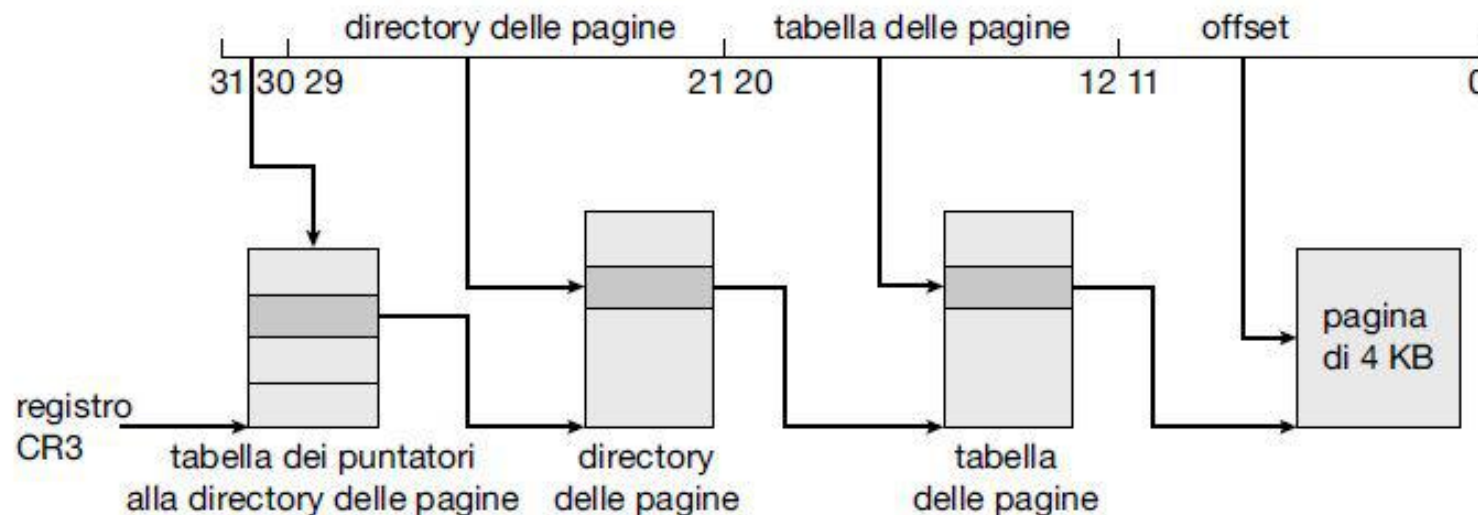 directory delle pagine tabella delle pagine offset
31 30 29 21 20 12 11 0
pagina
di 4 KB
registro
CR3
tabella dei puntatori
alla directory delle pagine
directory
delle pagine
tabella
delle pagine